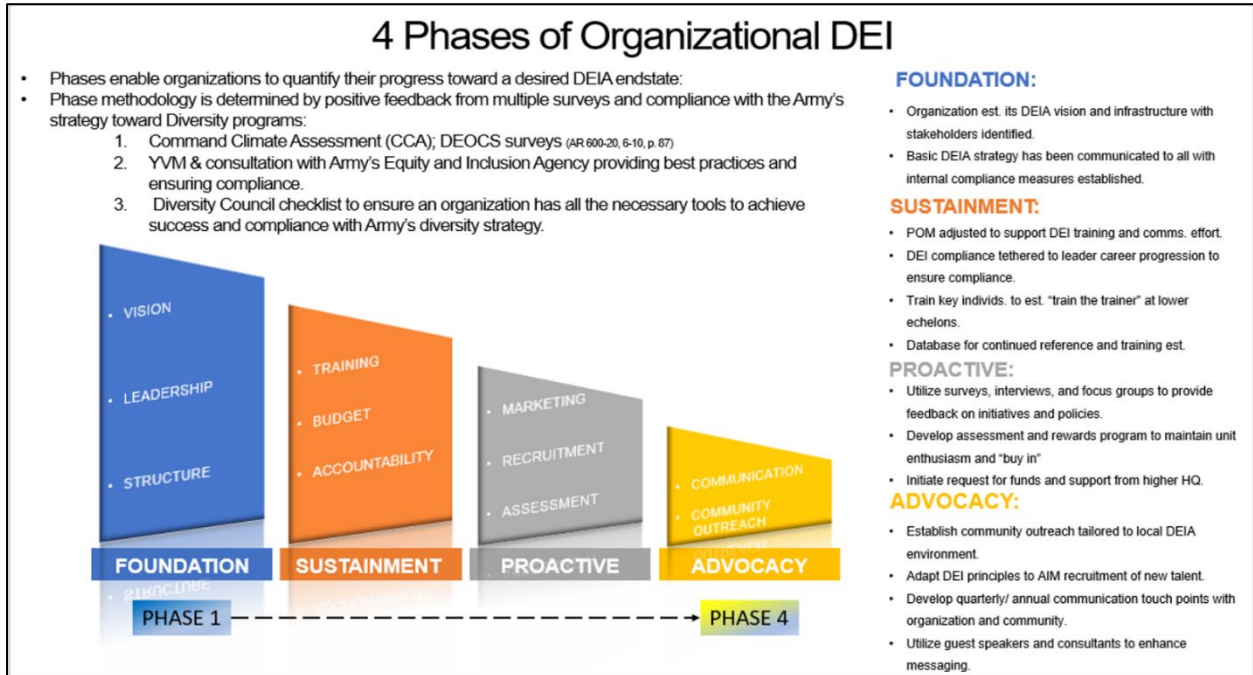 4 Phases of Organizational DEI
• Phases enable organizations to quantify their progress toward a desired DEIA endstate:
• Phase methodology is determined by positive feedback from multiple surveys and compliance with the Army's
strategy toward Diversity programs:
1. Command Climate Assessment (CCA); DEOCS surveys (AR 600-20, 6-10, p. 87)
2. YVM & consultation with Army's Equity and Inclusion Agency providing best practices and
ensuring compliance.
3. Diversity Council checklist to ensure an organization has all the necessary tools to achieve
success and compliance with Army's diversity strategy.
• VISION
• LEADERSHIP
• STRUCTURE
FOUNDATION
• TRAINING
• BUDGET
• ACCOUNTABILITY
SUSTAINMENT
• MARKETING
• RECRUITMENT
• ASSESSMENT
PROACTIVE
• COMMUNICATION
• COMMUNITY
OUTREACH
ADVOCACY
PHASE 1
PHASE 4
FOUNDATION:
• Organization est. its DEIA vision and infrastructure with
stakeholders identified.
• Basic DEIA strategy has been communicated to all with
internal compliance measures established.
SUSTAINMENT:
• POM adjusted to support DEI training and comms. effort.
• DEI compliance tethered to leader career progression to
ensure compliance.
• Train key individs. to est. "train the trainer" at lower
echelons.
• Database for continued reference and training est.
PROACTIVE:
• Utilize surveys, interviews, and focus groups to provide
feedback on initiatives and policies.
• Develop assessment and rewards program to maintain unit
enthusiasm and "buy in"
• Initiate request for funds and support from higher HQ.
ADVOCACY:
• Establish community outreach tailored to local DEIA
environment.
• Adapt DEI principles to AIM recruitment of new talent.
• Develop quarterly/ annual communication touch points with
organization and community.
• Utilize guest speakers and consultants to enhance
messaging.